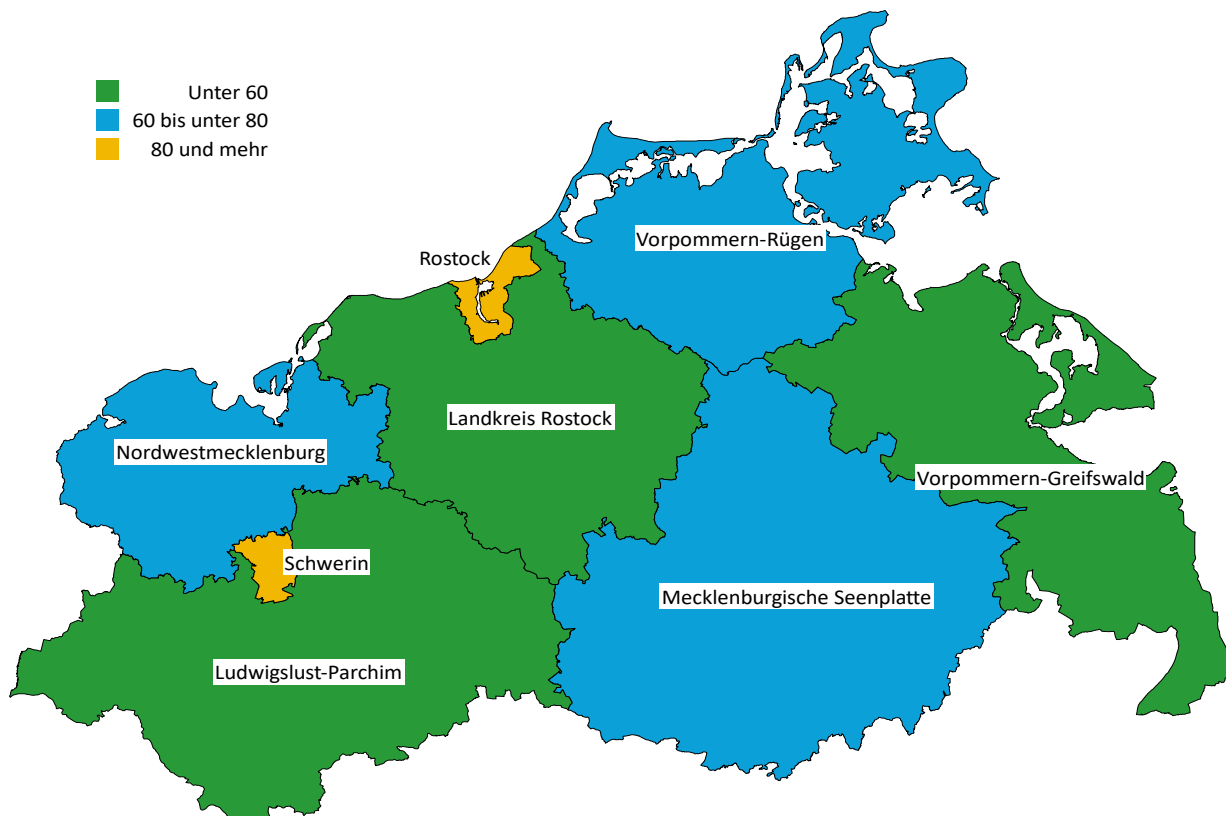 Unter 60
60 bis unter 80
80 und mehr
Vorpommern-Rügen
Rostock
Landkreis Rostock
Nordwestmecklenburg
Vorpommern-Greifswald
Schwerin
Mecklenburgische Seenplatte
Ludwigslust-Parchim